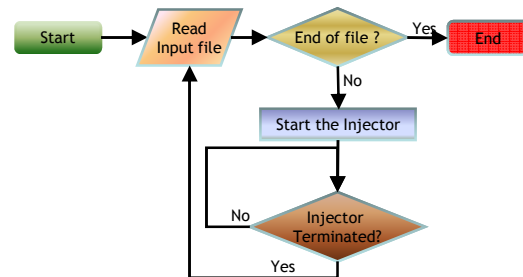 Start
Read
Input file
End of file ?
Yes
End
No
Start the Injector
Injector
Terminated?
No
Yes